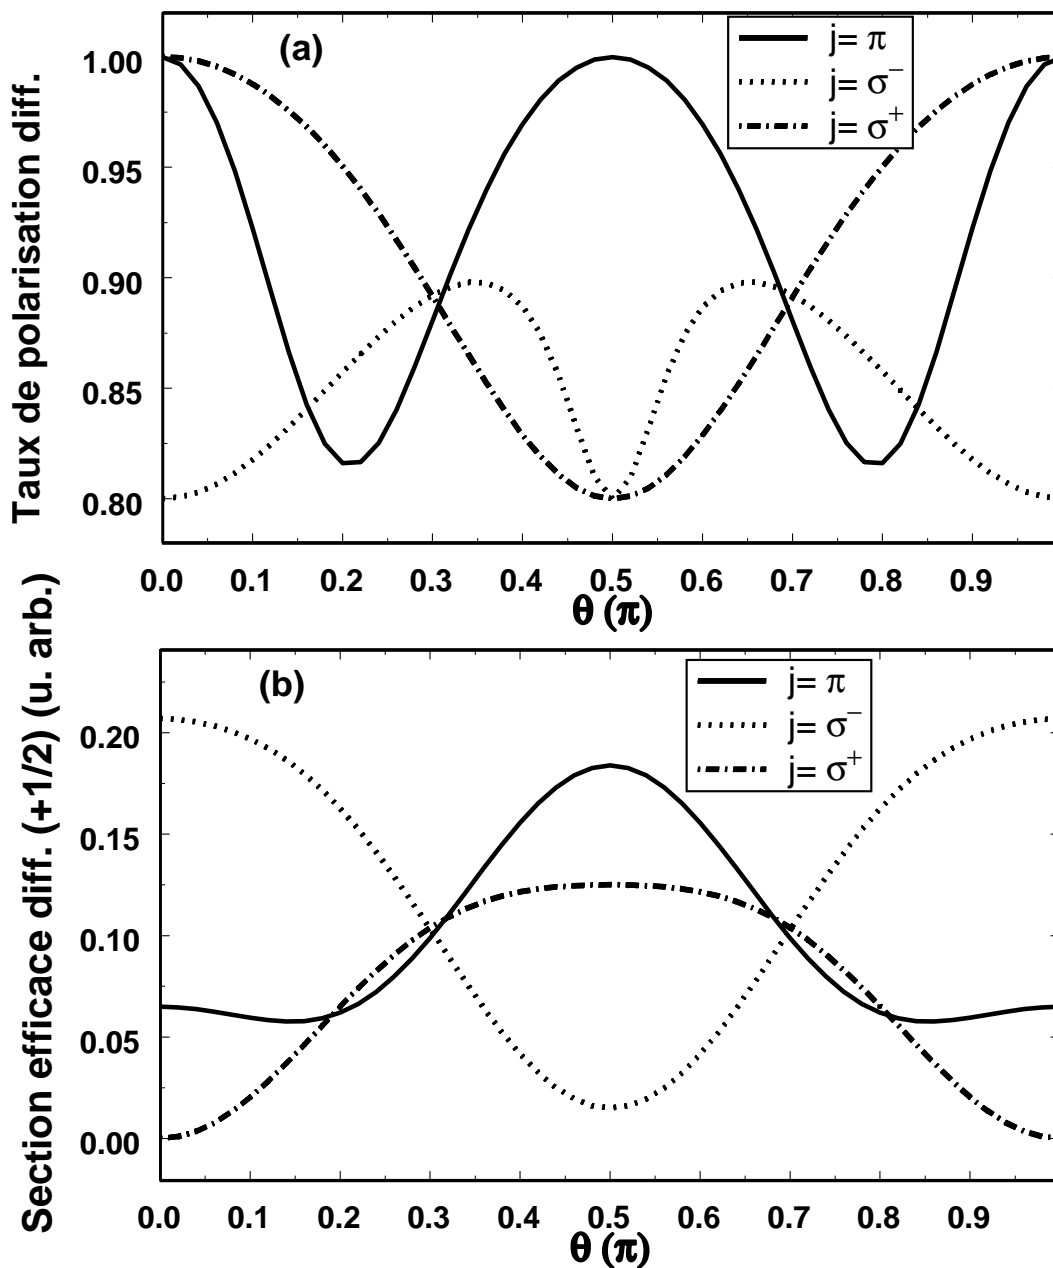 (a)
j= π
j= σ⁻
j= σ⁺
Taux de polarisation diff.
1.00
0.95
0.90
0.85
0.80
0.0 0.1 0.2 0.3 0.4 0.5 0.6 0.7 0.8 0.9
θ (π)
(b)
j= π
j= σ⁻
j= σ⁺
Section efficace diff. (+1/2) (u. arb.)
0.20
0.15
0.10
0.05
0.00
0.0 0.1 0.2 0.3 0.4 0.5 0.6 0.7 0.8 0.9
θ (π)